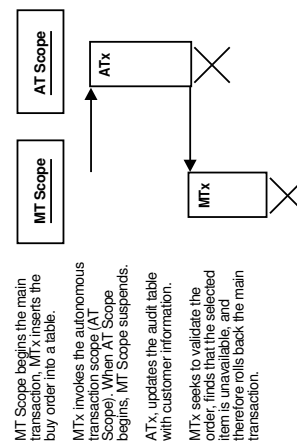 MT Scope
AT Scope
MT Scope begins the main
transaction, MTx inserts the
buy order into a table.
MTx invokes the autonomous
transaction scope (AT
Scope). When AT Scope
begins, MT Scope suspends.
ATx, updates the audit table
with customer information.
MTx seeks to validate the
order, finds that the selected
item is unavailable, and
therefore rolls back the main
transaction.
ATx
MTx